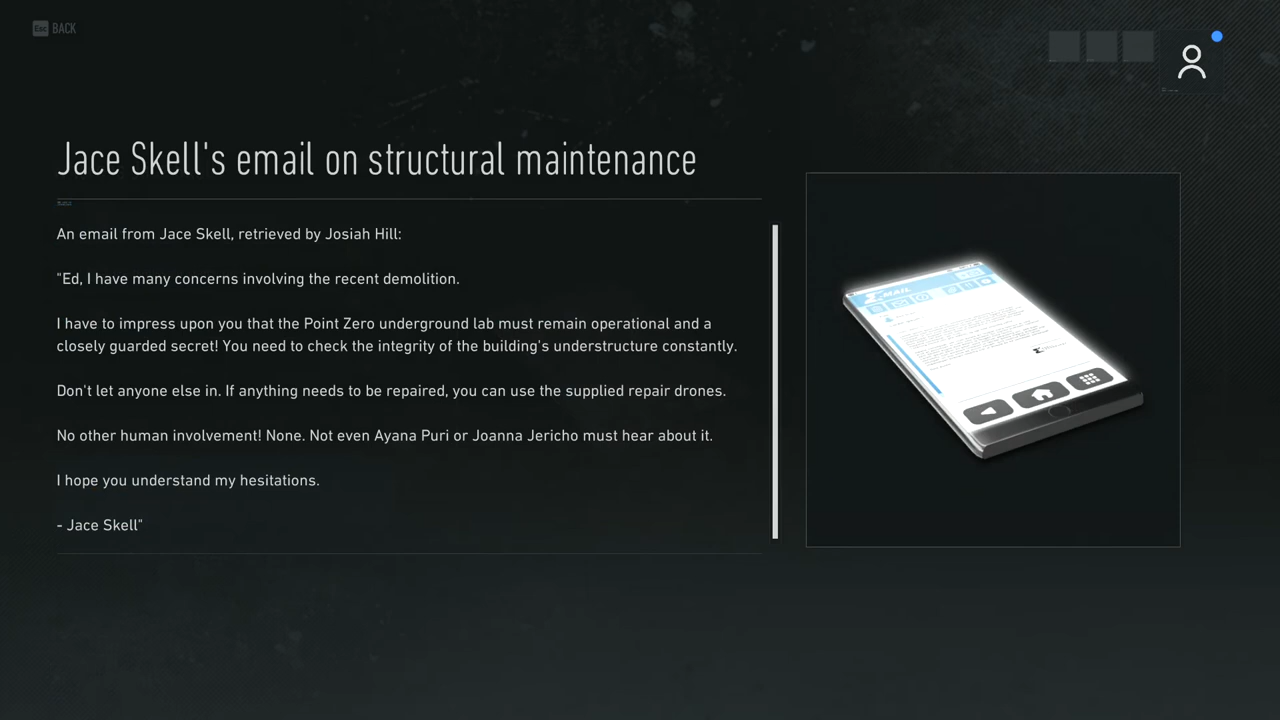 Esc BACK
Jace Skell's email on structural maintenance
An email from Jace Skell, retrieved by Josiah Hill:
"Ed, I have many concerns involving the recent demolition.
I have to impress upon you that the Point Zero underground lab must remain operational and a
closely guarded secret! You need to check the integrity of the building's understructure constantly.
Don't let anyone else in. If anything needs to be repaired, you can use the supplied repair drones.
No other human involvement! None. Not even Ayana Puri or Joanna Jericho must hear about it.
I hope you understand my hesitations.
- Jace Skell"
MAIL